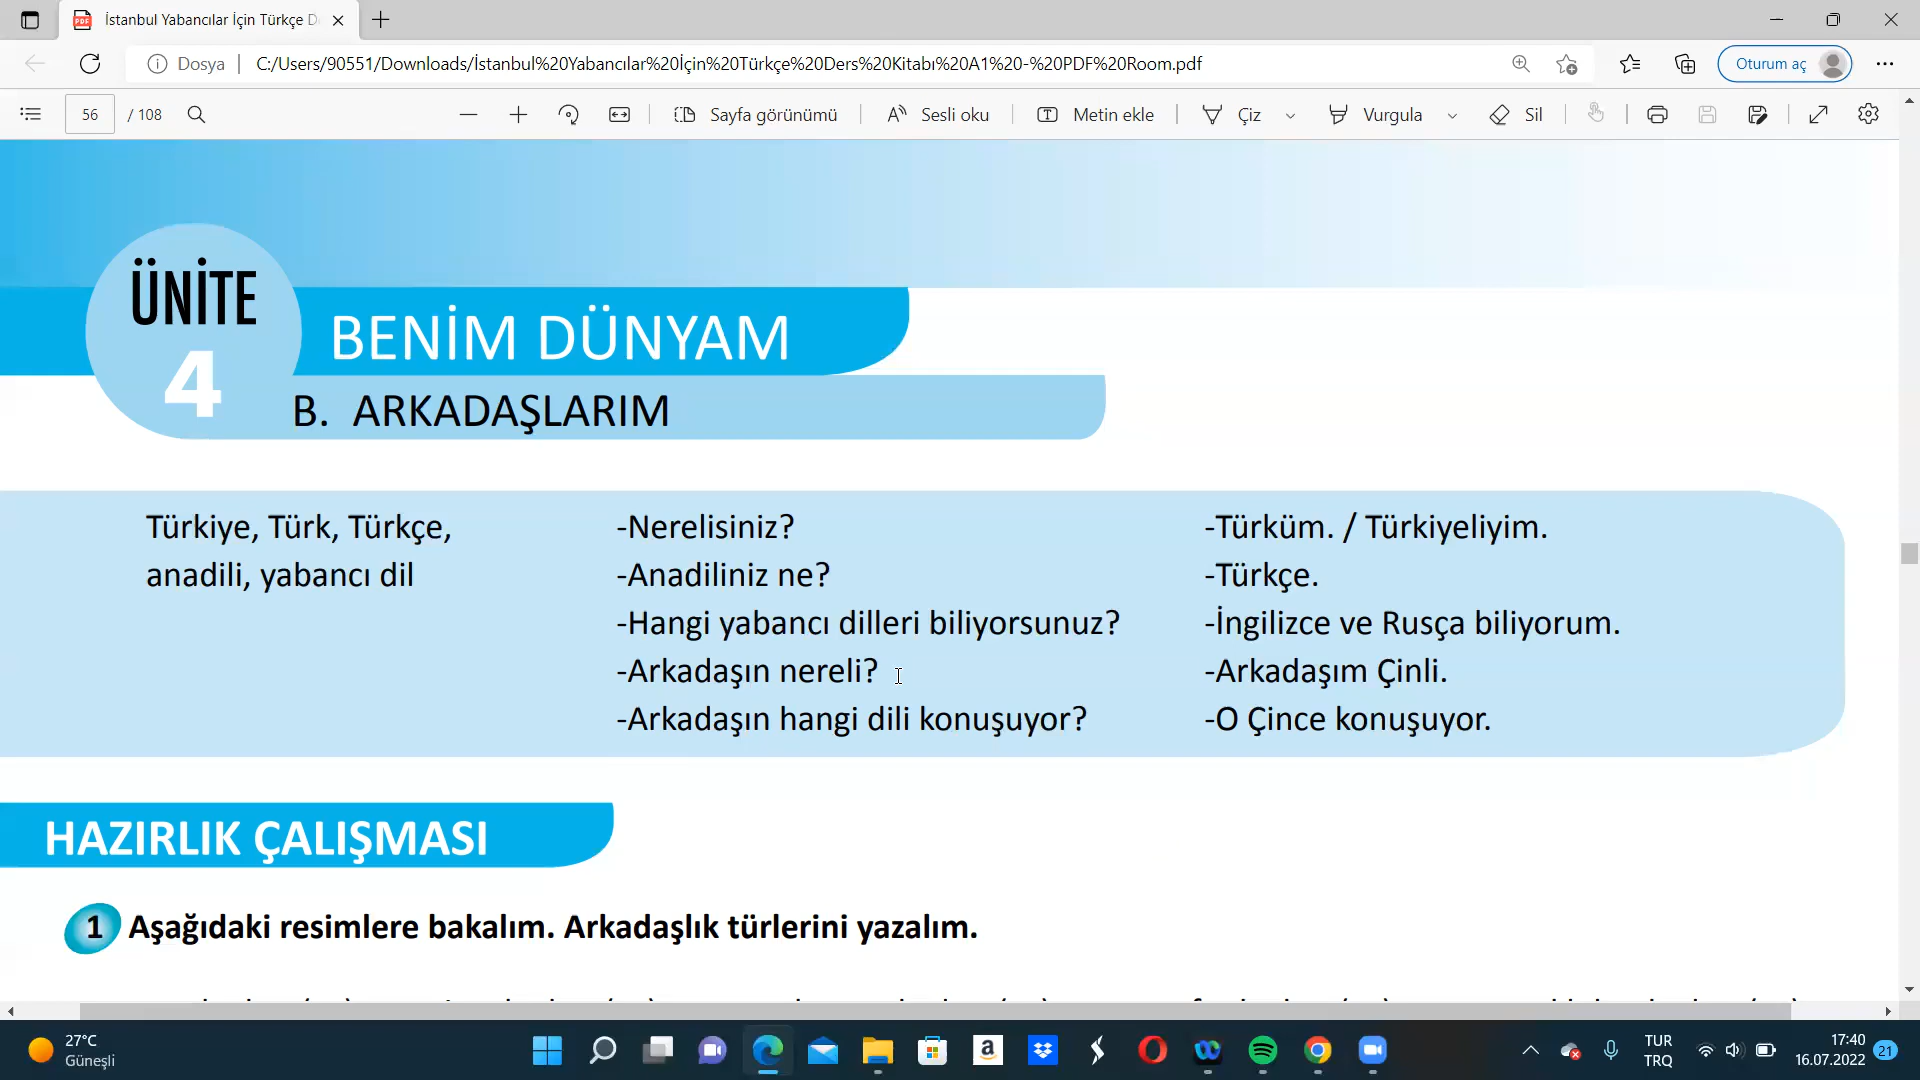 İstanbul Yabancılar İçin Türkçe D
Dosya
C:/Users/90551/Downloads/İstanbul%20Yabancılar%20İçin%20Türkçe%20Ders%20Kitabı%20A1%20-%20PDF%20Room.pdf
Oturum aç
56 / 108
Sayfa görünümü
Sesli oku
Metin ekle
Çiz
Vurgula
Sil
ÜNİTE
4
BENİM DÜNYAM
B. ARKADAŞLARIM
Türkiye, Türk, Türkçe,
anadili, yabancı dil
-Nerelisiniz?
-Anadiliniz ne?
-Hangi yabancı dilleri biliyorsunuz?
-Arkadaşın nereli?
-Arkadaşın hangi dili konuşuyor?
-Türküm. / Türkiyeliyim.
-Türkçe.
-İngilizce ve Rusça biliyorum.
-Arkadaşım Çinli.
-O Çince konuşuyor.
HAZIRLIK ÇALIŞMASI
1 Aşağıdaki resimlere bakalım. Arkadaşlık türlerini yazalım.
27°C
Güneşli
TUR
TRQ
17:40
16.07.2022
21